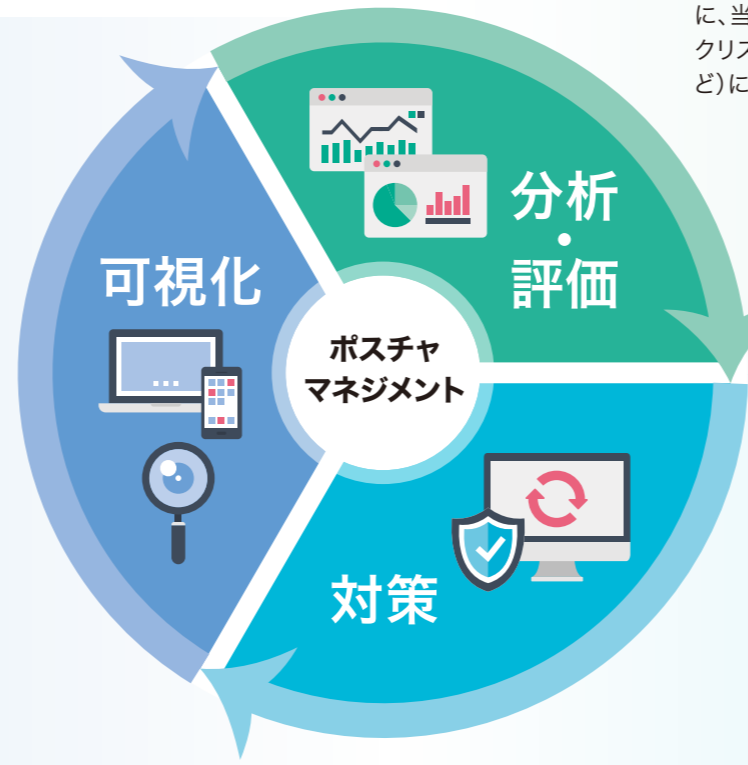 に、当
クリス
ど)に
分析
・
評価
可視化
ポスチャ
マネジメント
対策